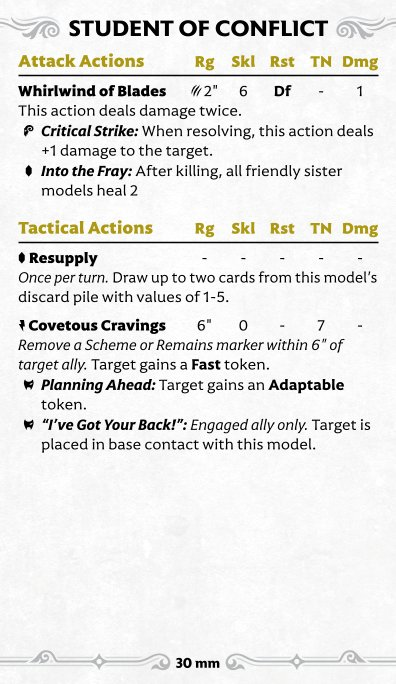 STUDENT OF CONFLICT
Attack Actions Rg Skl Rst TN Dmg
Whirlwind of Blades 2" 6 Df - 1
This action deals damage twice.
Critical Strike: When resolving, this action deals
+1 damage to the target.
Into the Fray: After killing, all friendly sister
models heal 2
Tactical Actions Rg Skl Rst TN Dmg
Resupply - - - - -
Once per turn. Draw up to two cards from this model's
discard pile with values of 1-5.
Covetous Cravings 6" 0 - 7 -
Remove a Scheme or Remains marker within 6" of
target ally. Target gains a Fast token.
Planning Ahead: Target gains an Adaptable
token.
“I've Got Your Back!”: Engaged ally only. Target is
placed in base contact with this model.
30 mm